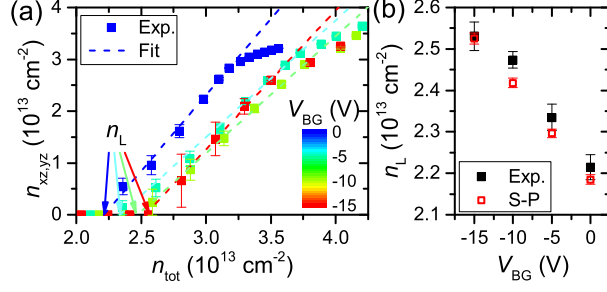 (a)
Exp.
Fit
n_L
V_BG (V)
0
-5
-10
-15
n_xz,yz (10^13 cm^-2)
4
3
2
1
0
2.0 2.5 3.0 3.5 4.0
n_tot (10^13 cm^-2)
(b)
n_L (10^13 cm^-2)
2.6
2.5
2.4
2.3
2.2
2.1
Exp.
S-P
-15 -10 -5 0
V_BG (V)